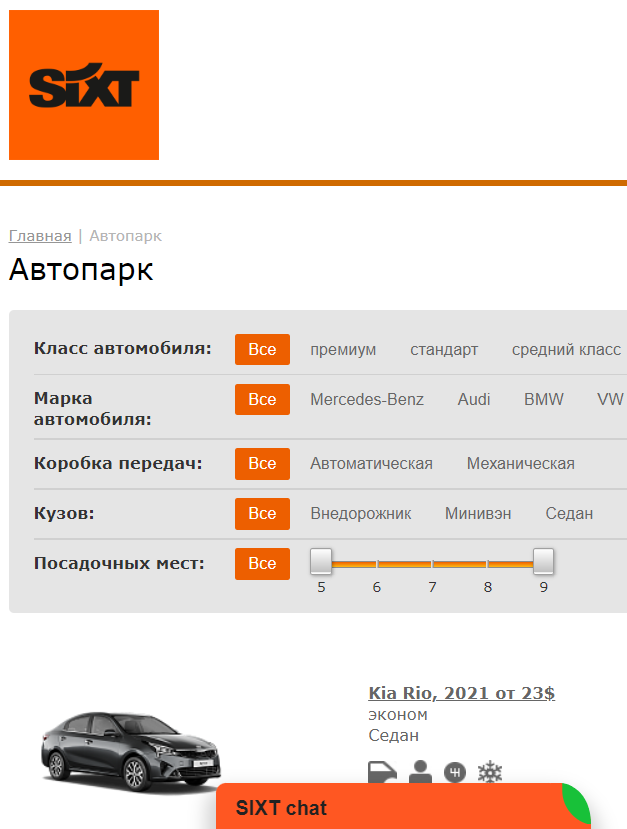 SIXT
Главная | Автопарк
Автопарк
Класс автомобиля: Все премиум стандарт средний класс
Марка автомобиля: Все Mercedes-Benz Audi BMW VW
Коробка передач: Все Автоматическая Механическая
Кузов: Все Внедорожник Минивэн Седан
Посадочных мест: Все
5 6 7 8 9
Kia Rio, 2021 от 23$
эконом
Седан
SIXT chat